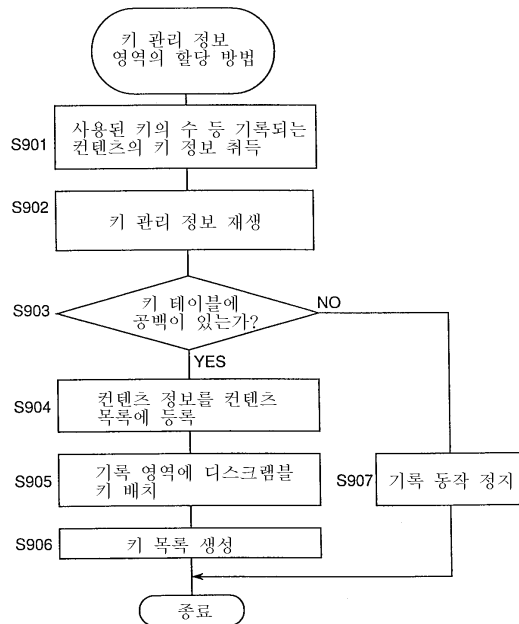 키 관리 정보
영역의 할당 방법
S901
사용된 키의 수 등 기록되는
컨텐츠의 키 정보 취득
S902
키 관리 정보 재생
S903
키 테이블에
공백이 있는가?
NO
YES
S904
컨텐츠 정보를 컨텐츠
목록에 등록
S905
기록 영역에 디스크램블
키 배치
S907
기록 동작 정지
S906
키 목록 생성
종료